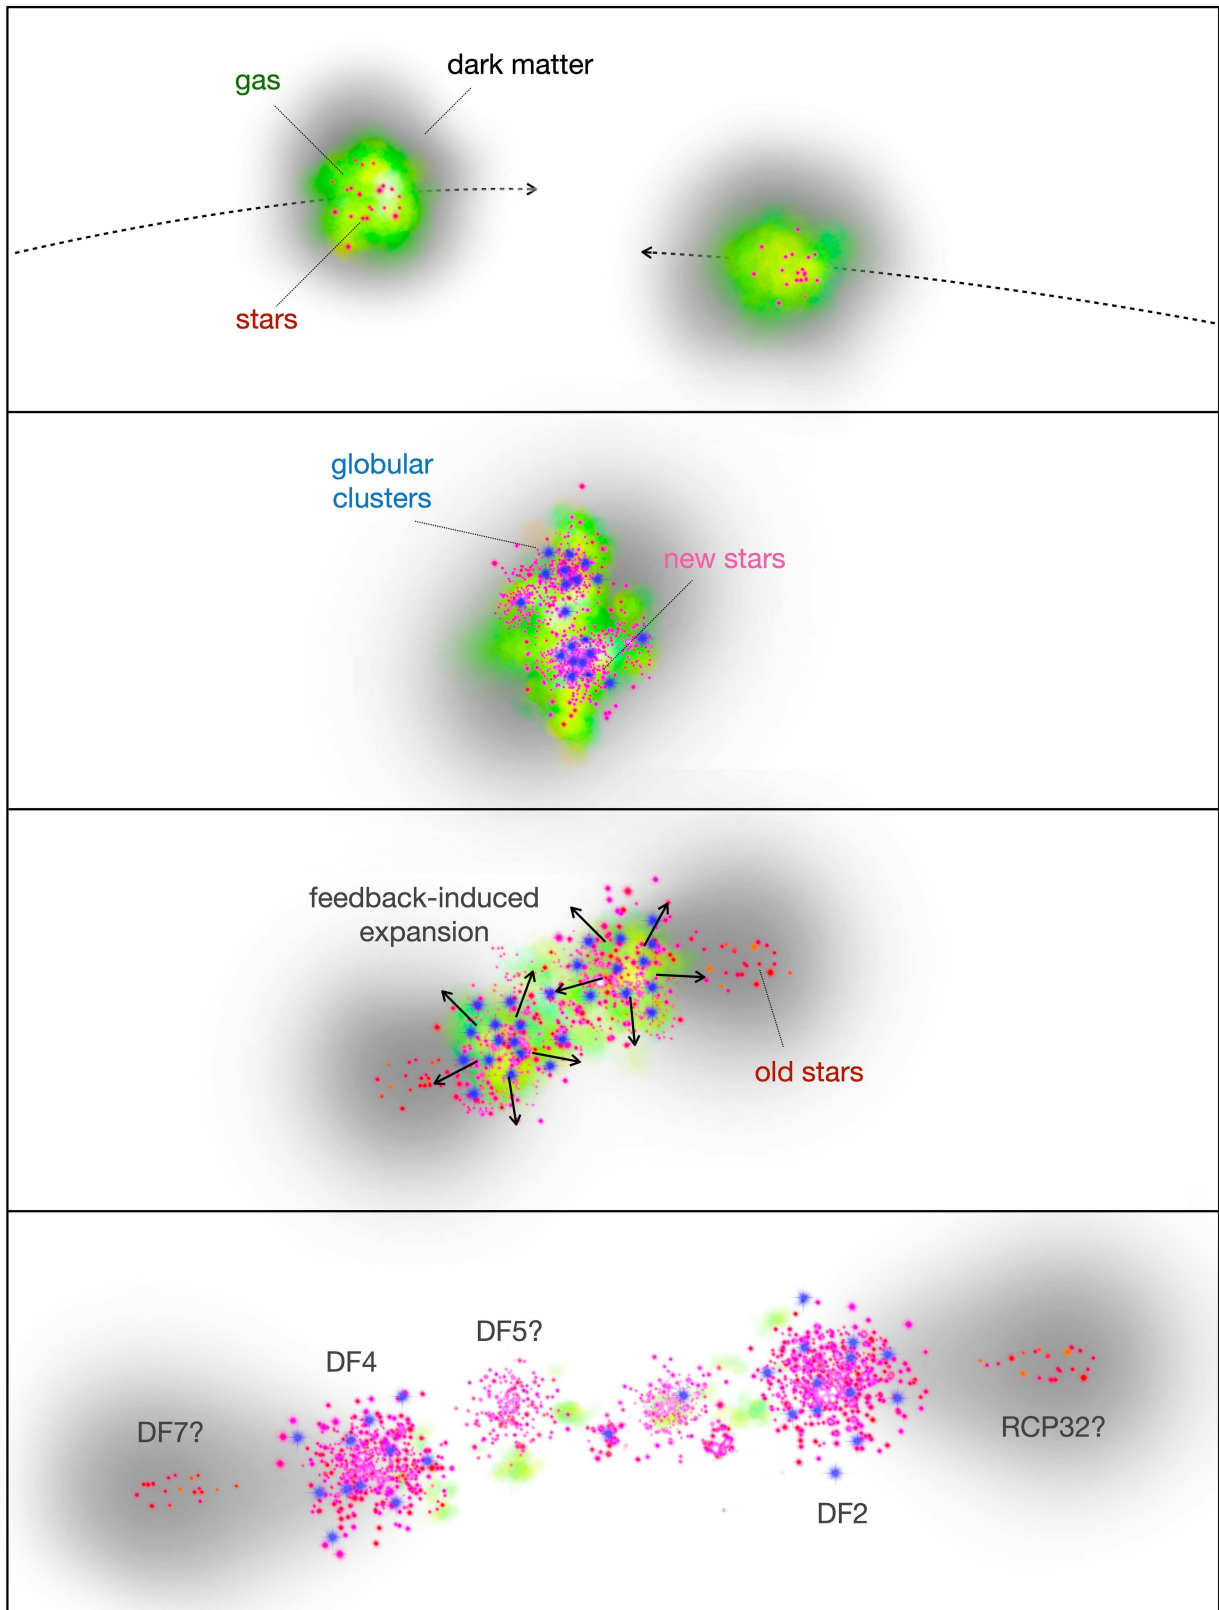 gas
dark matter
stars
globular
clusters
new stars
feedback-induced
expansion
old stars
DF5?
DF4
DF7?
RCP32?
DF2